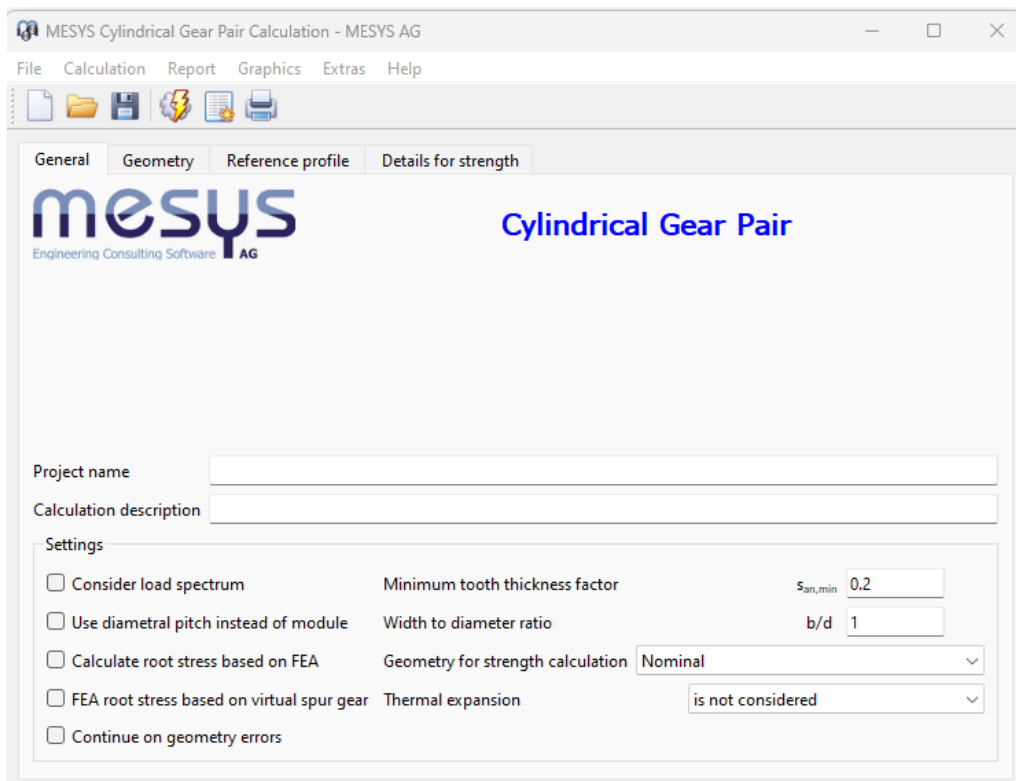 MESYS Cylindrical Gear Pair Calculation - MESYS AG
File Calculation Report Graphics Extras Help
General Geometry Reference profile Details for strength
mesys
Engineering Consulting Software AG
Cylindrical Gear Pair
Project name
Calculation description
Settings
Consider load spectrum Minimum tooth thickness factor san,min 0.2
Use diametral pitch instead of module Width to diameter ratio b/d 1
Calculate root stress based on FEA Geometry for strength calculation Nominal
FEA root stress based on virtual spur gear Thermal expansion is not considered
Continue on geometry errors